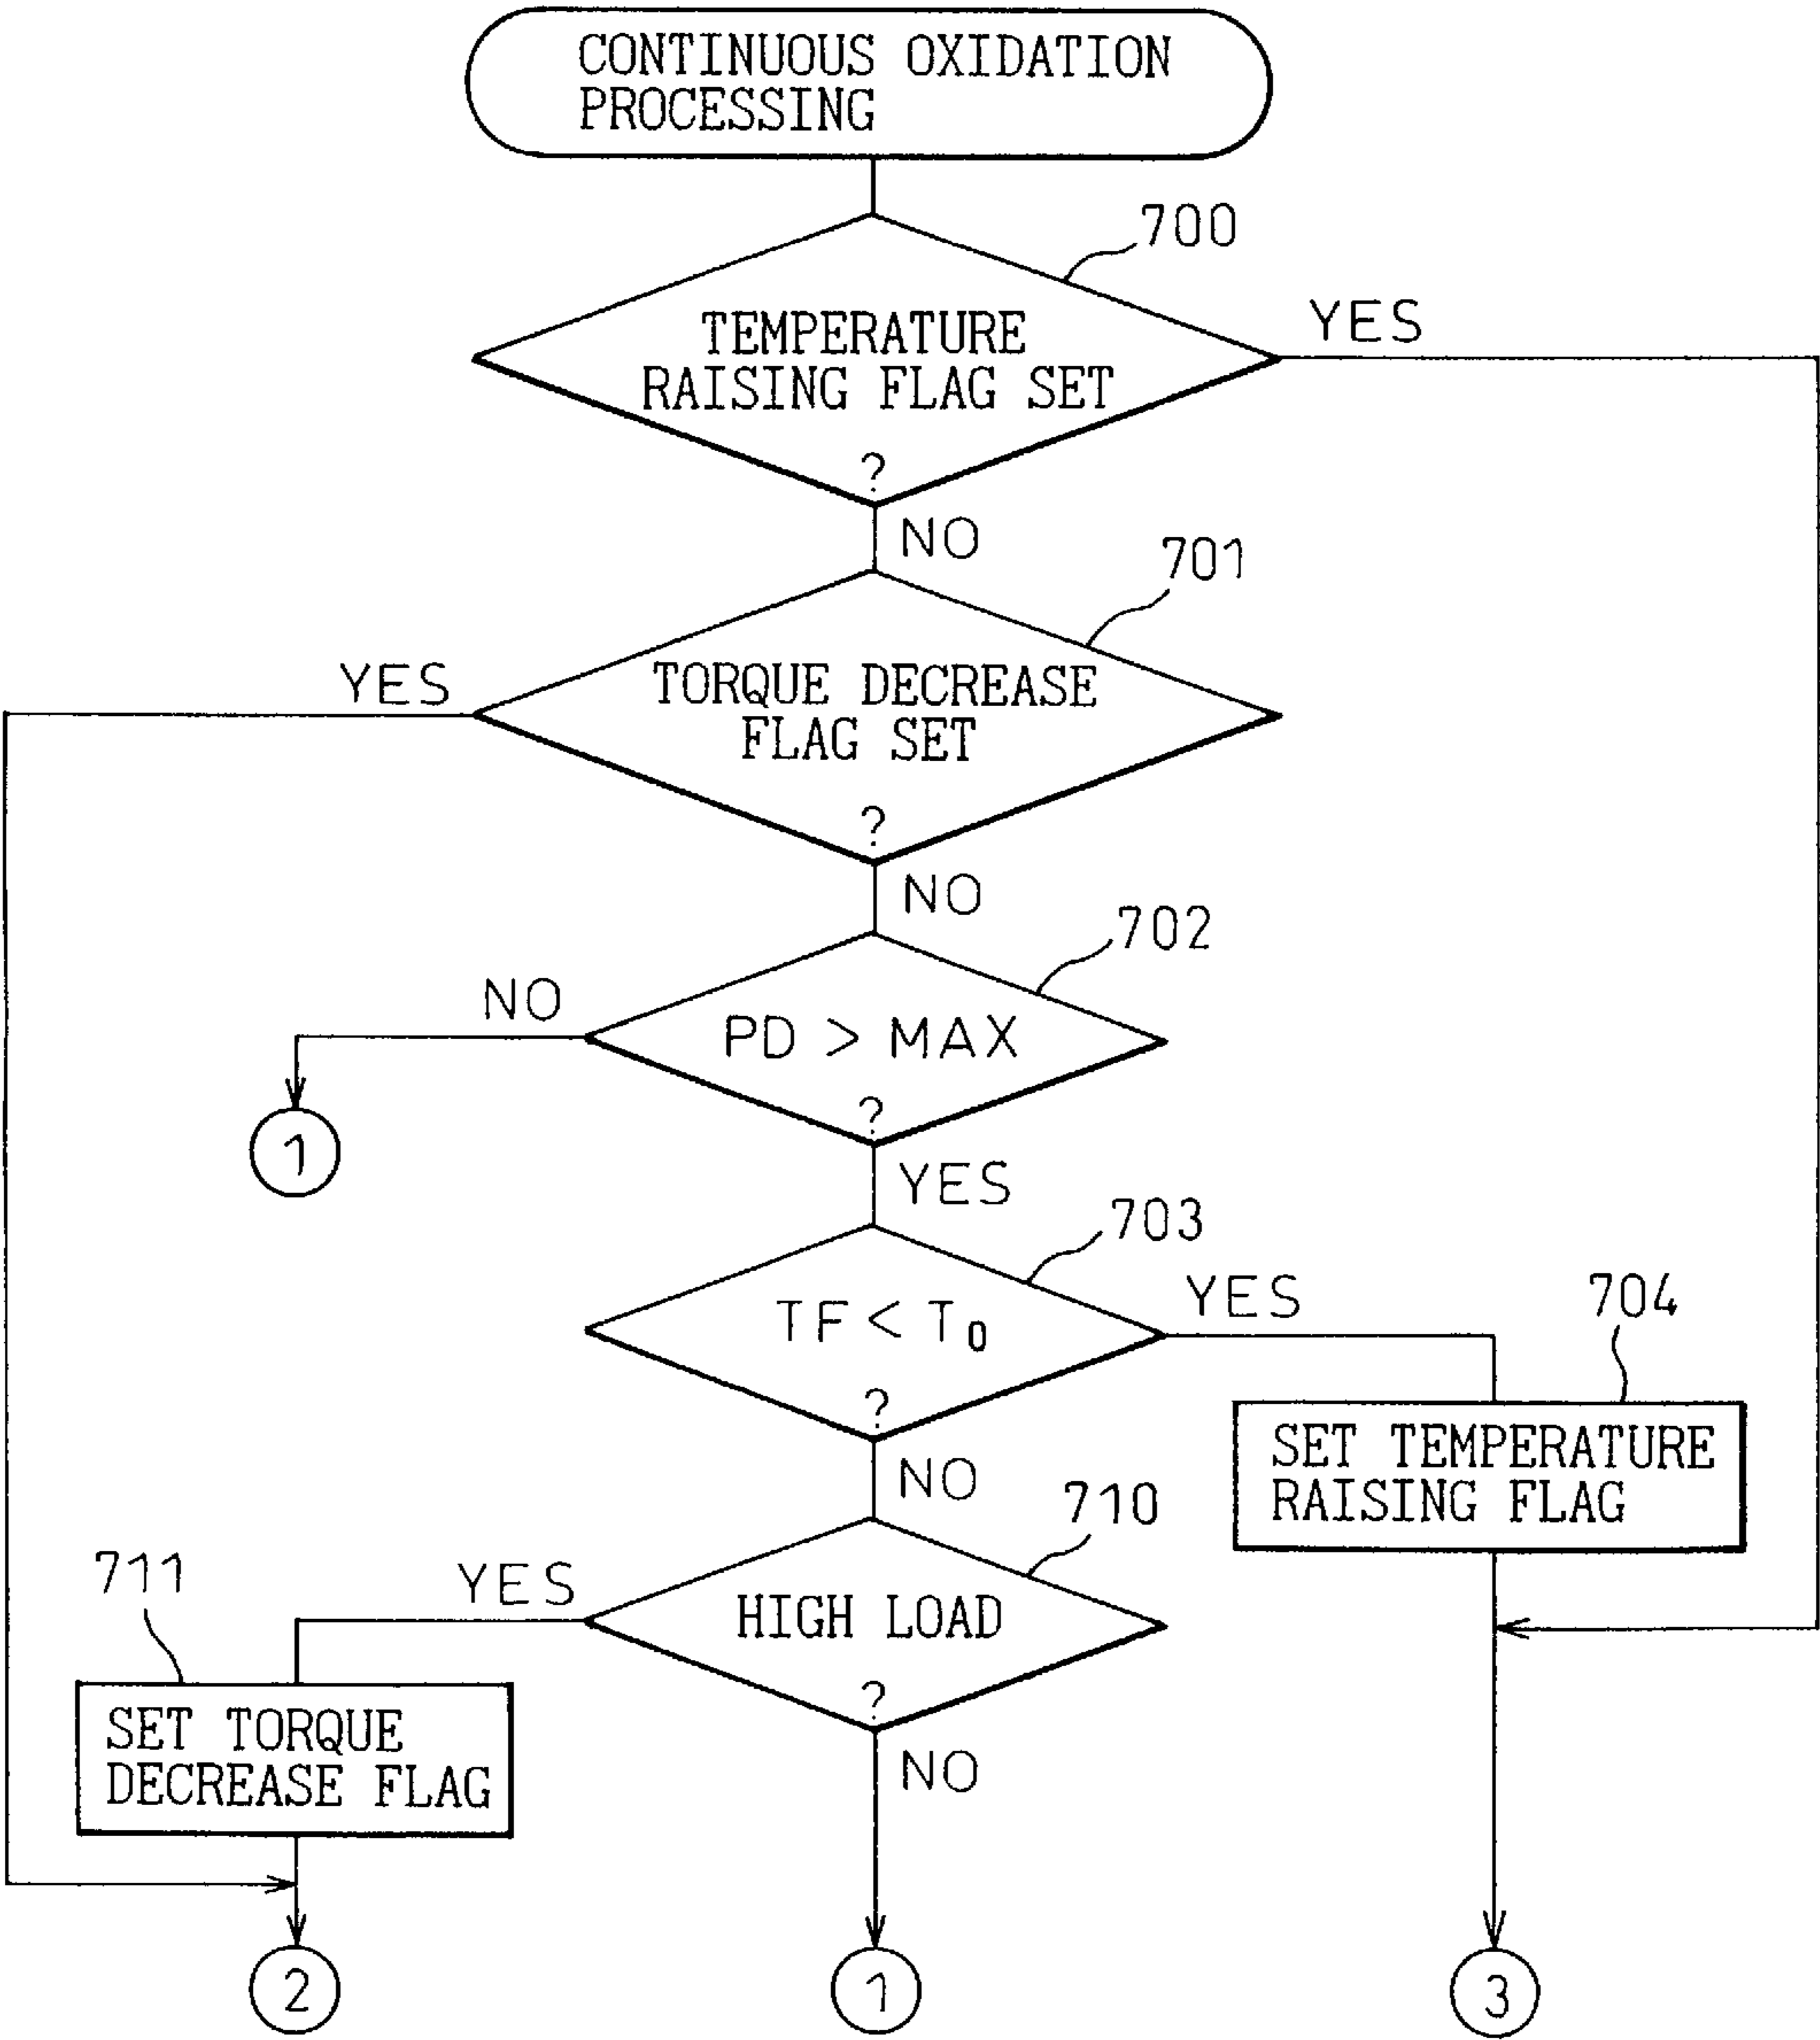 CONTINUOUS OXIDATION
PROCESSING
700
TEMPERATURE
RAISING FLAG SET
?
YES
NO
701
YES
TORQUE DECREASE
FLAG SET
?
NO
702
NO
PD > MAX
?
1
YES
703
TF < T₀
?
YES
704
SET TEMPERATURE
RAISING FLAG
NO
710
711
YES
HIGH LOAD
?
SET TORQUE
DECREASE FLAG
NO
2
1
3